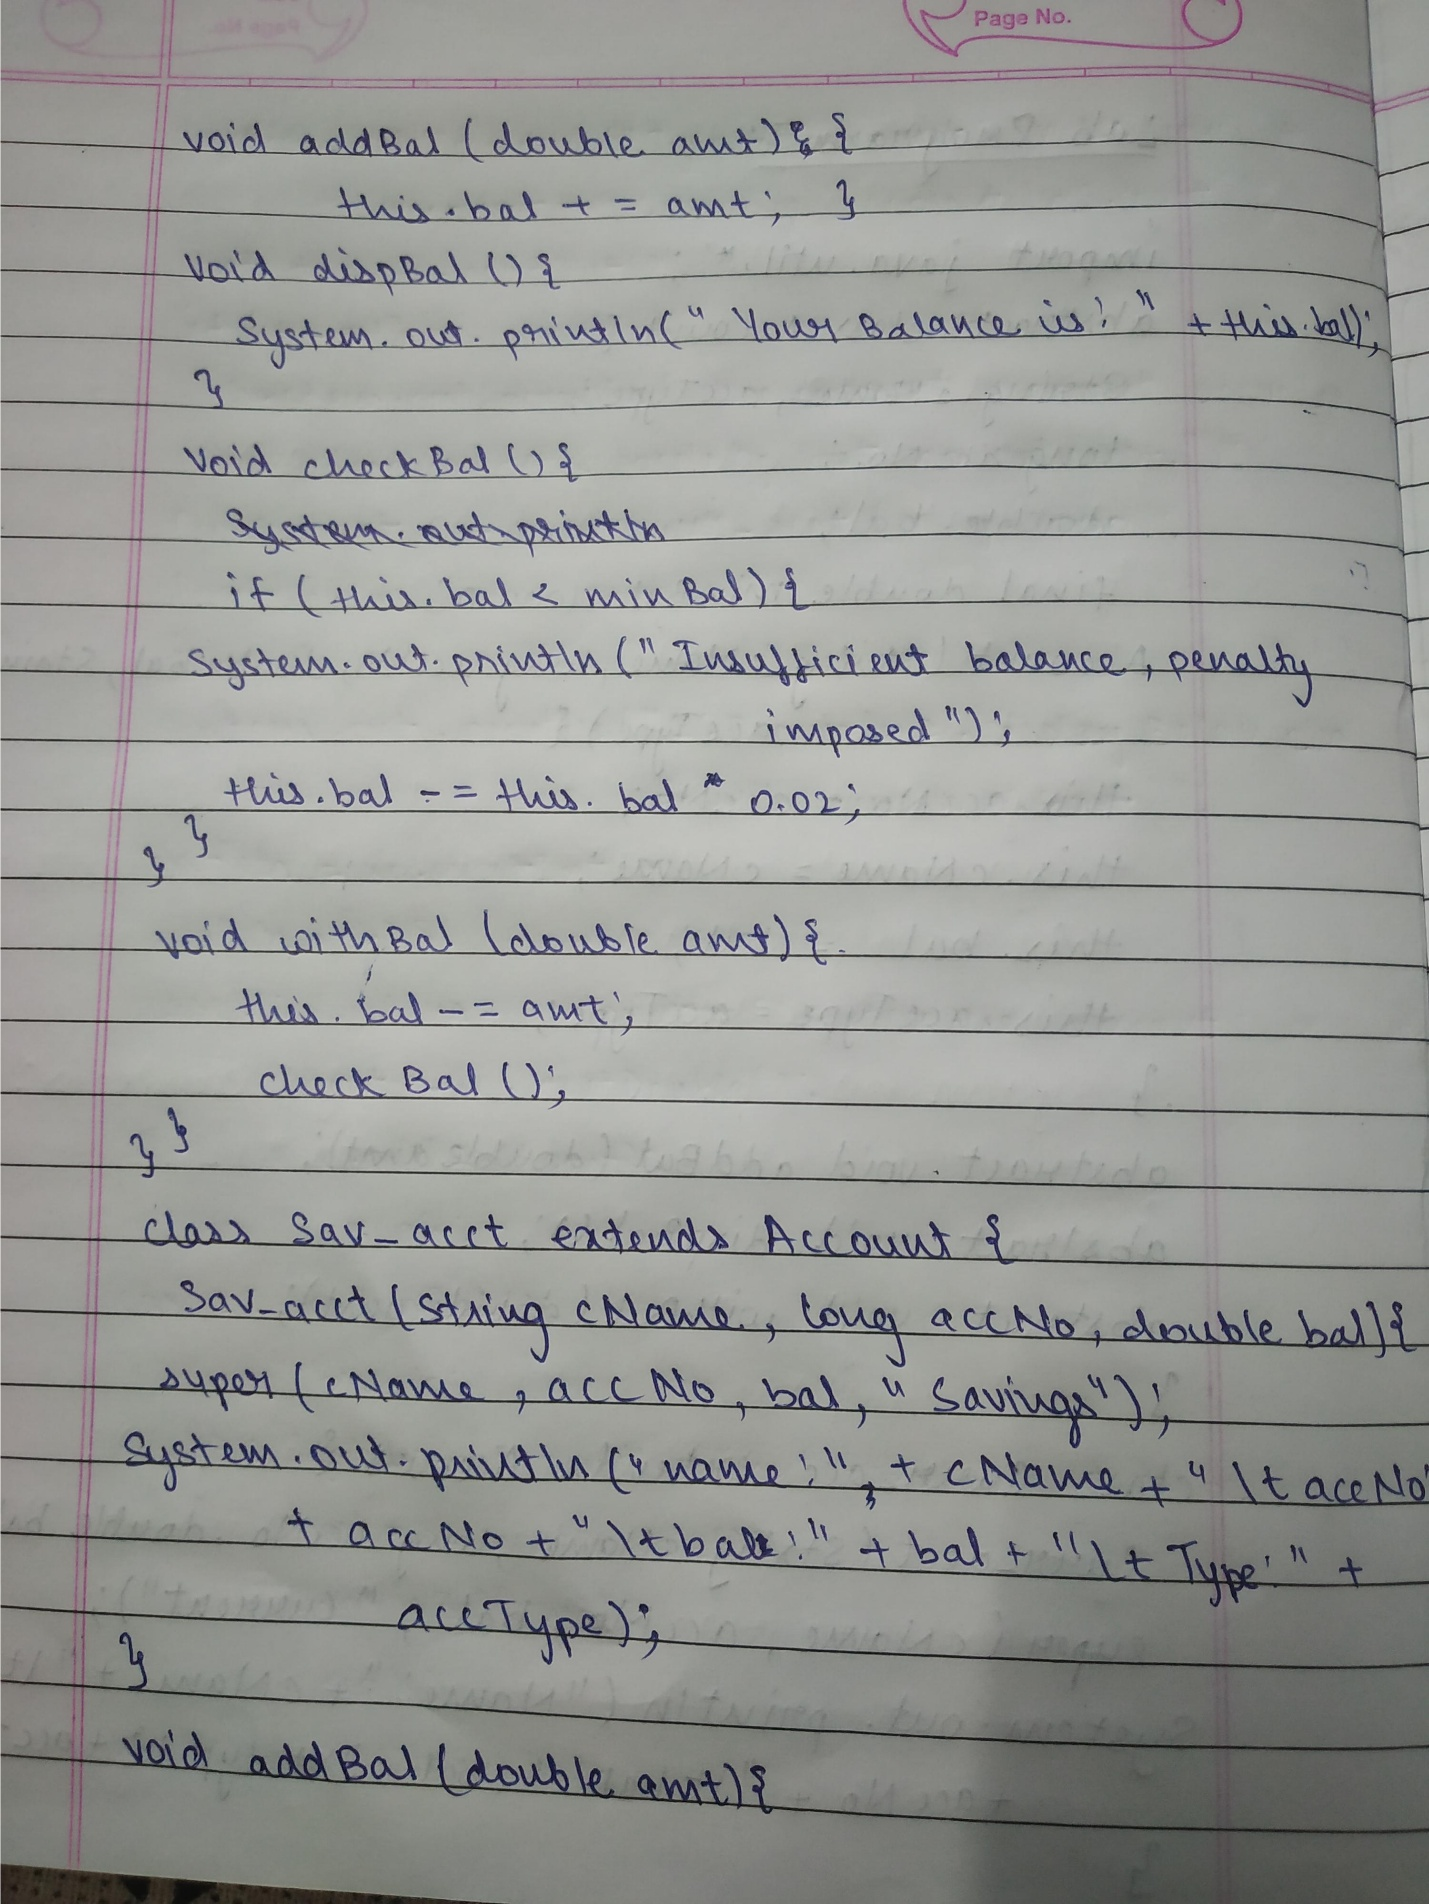 Page No.
void addBal (double amt) {
this.bal += amt; }
void dispBal () {
System.out.println(" Your Balance is: " + this.bal);
}
void checkBal () {
System.out.println
if (this.bal < minBal) {
System.out.println (" Insufficient balance, penalty
imposed ");
this.bal -= this.bal * 0.02;
}
}
void withBal (double amt) {
this.bal -= amt;
checkBal ();
}
}
class Sav_acct extends Account {
Sav_acct (String cName, long accNo, double bal) {
super (cName, accNo, bal, "Savings");
System.out.println ("name:", + cName + " \t accNo
+ accNo + "\t bal:" + bal + "\t Type:" +
accType);
}
void addBal (double amt) {